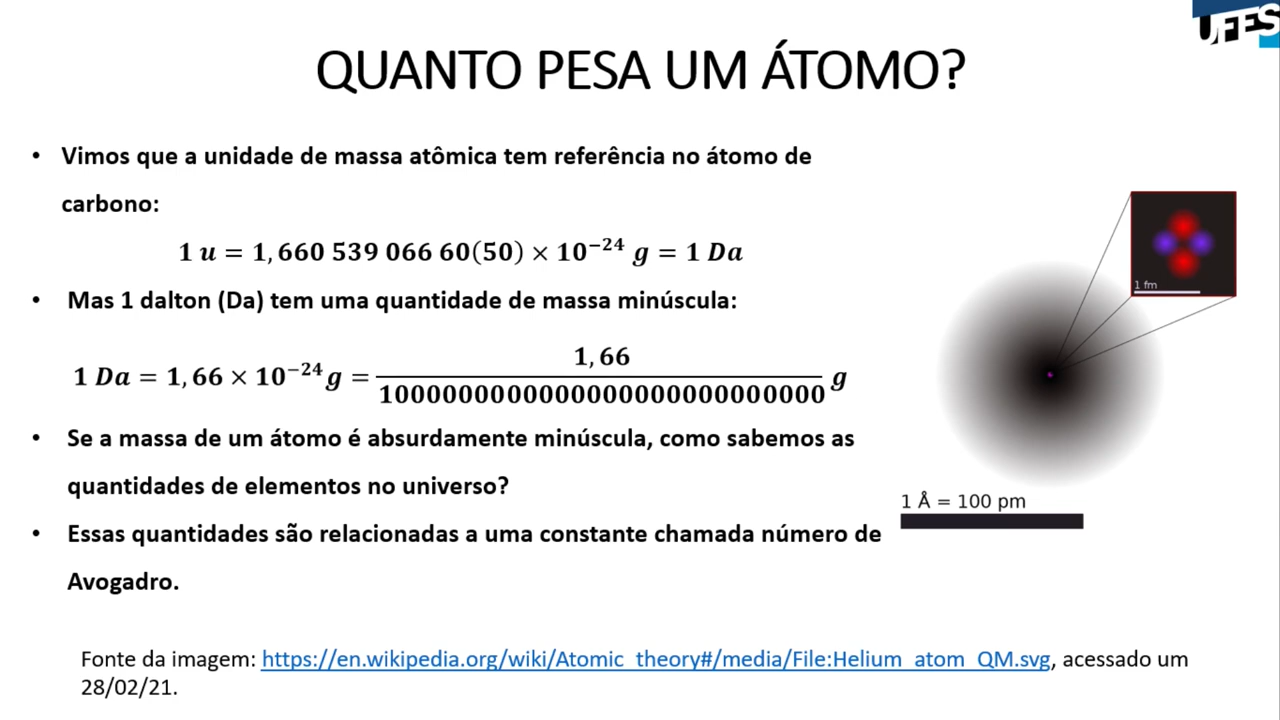 UFES
QUANTO PESA UM ÁTOMO?
• Vimos que a unidade de massa atômica tem referência no átomo de
carbono:
1 u = 1, 660 539 066 60(50) × 10⁻²⁴ g = 1 Da
• Mas 1 dalton (Da) tem uma quantidade de massa minúscula:
1 Da = 1, 66 × 10⁻²⁴ g = 
1, 66
1000000000000000000000000000 g
• Se a massa de um átomo é absurdamente minúscula, como sabemos as
quantidades de elementos no universo?
• Essas quantidades são relacionadas a uma constante chamada número de
Avogadro.
1 fm
1 Å = 100 pm
Fonte da imagem: https://en.wikipedia.org/wiki/Atomic_theory#/media/File:Helium_atom_QM.svg, acessado um
28/02/21.